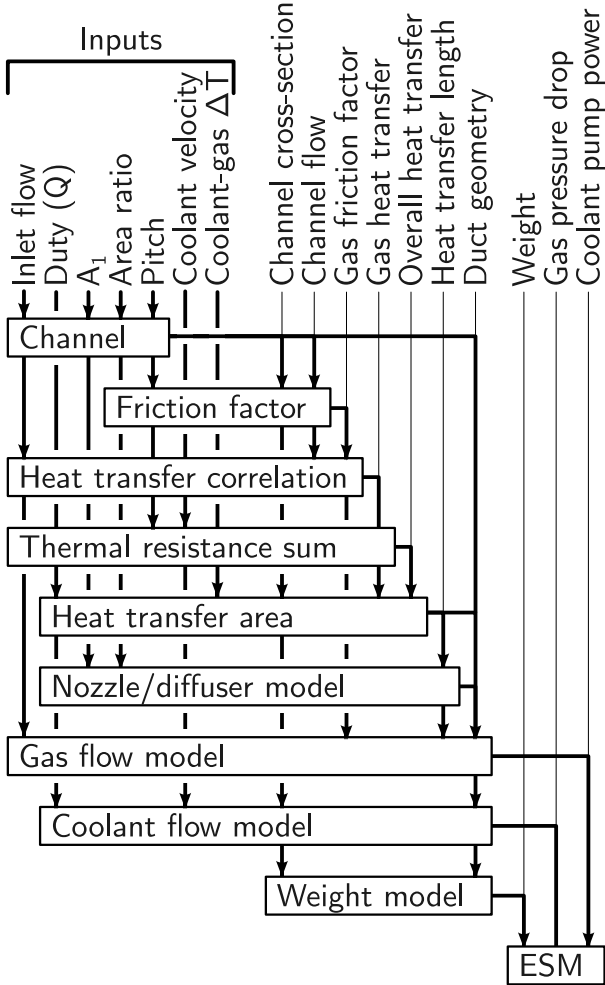 Inputs
Inlet flow
Duty (Q)
A₁
Area ratio
Pitch
Coolant velocity
Coolant-gas ΔT
Channel cross-section
Channel flow
Gas friction factor
Gas heat transfer
Overall heat transfer
Heat transfer length
Duct geometry
Weight
Gas pressure drop
Coolant pump power
Channel
Friction factor
Heat transfer correlation
Thermal resistance sum
Heat transfer area
Nozzle/diffuser model
Gas flow model
Coolant flow model
Weight model
ESM